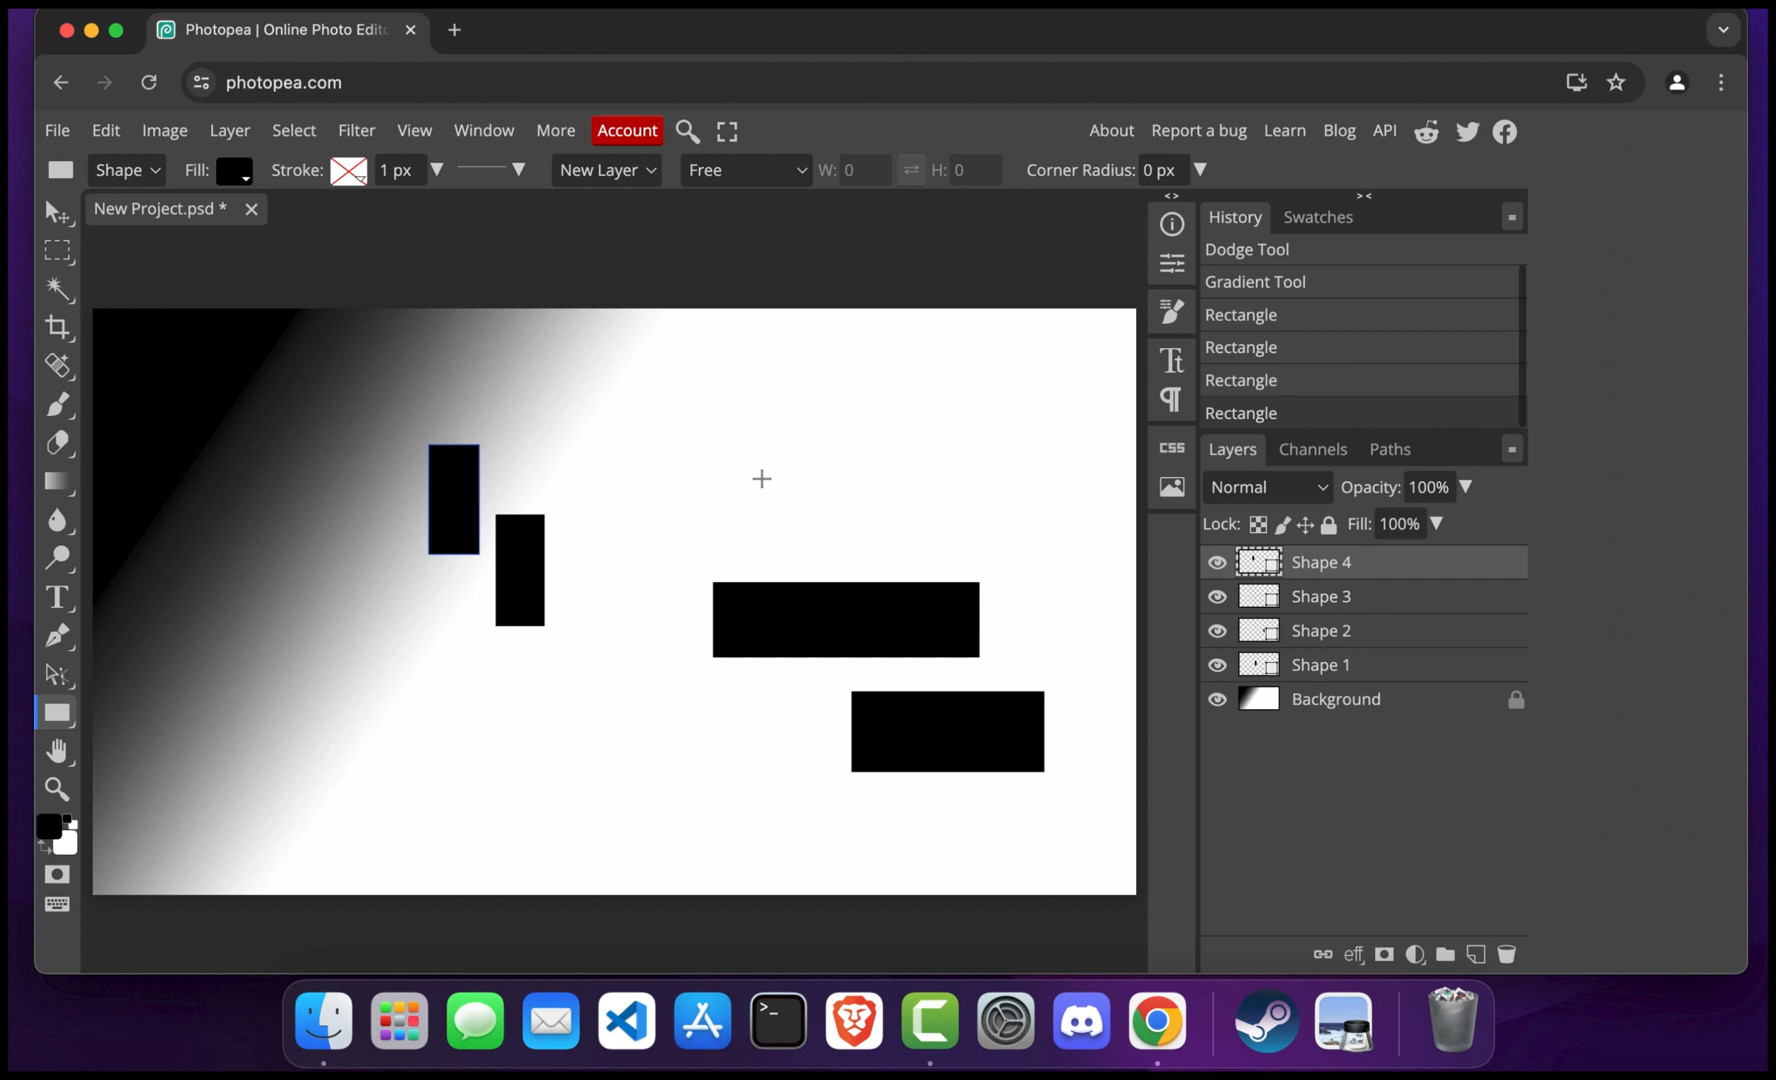 Photopea | Online Photo Edito
photopea.com
File Edit Image Layer Select Filter View Window More Account
About Report a bug Learn Blog API
Shape Fill: Stroke: 1 px New Layer Free W: 0 H: 0 Corner Radius: 0 px
New Project.psd *
History Swatches
Dodge Tool
Gradient Tool
Rectangle
Rectangle
Rectangle
Rectangle
CSS
Layers Channels Paths
Normal Opacity: 100%
Lock: Fill: 100%
Shape 4
Shape 3
Shape 2
Shape 1
Background
eff